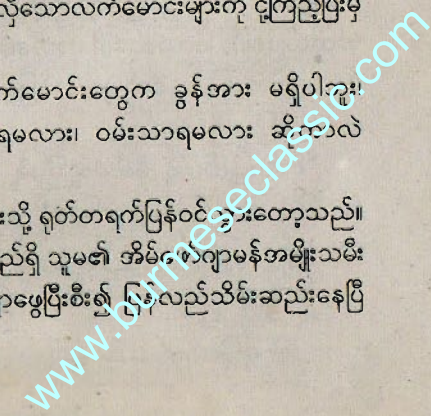 လှသောလက်မောင်းများကို ငုံ့ကြည့်ပြီးမှ
က်မောင်းတွေက ခွန်အား မရှိပါဘူး၊
ရမလား၊ ဝမ်းသာရမလား ဆိုတာလဲ
းသို့ ရုတ်တရက်ပြန်ဝင်သွားတော့သည်။
ည်ရှိ သူမ၏ အိမ်ဖော်ဂျာမန်အမျိုးသမီး
ာဖွေပြီးစီး၍ ပြန်လည်သိမ်းဆည်းနေပြီ
www.burmeseclassic.com